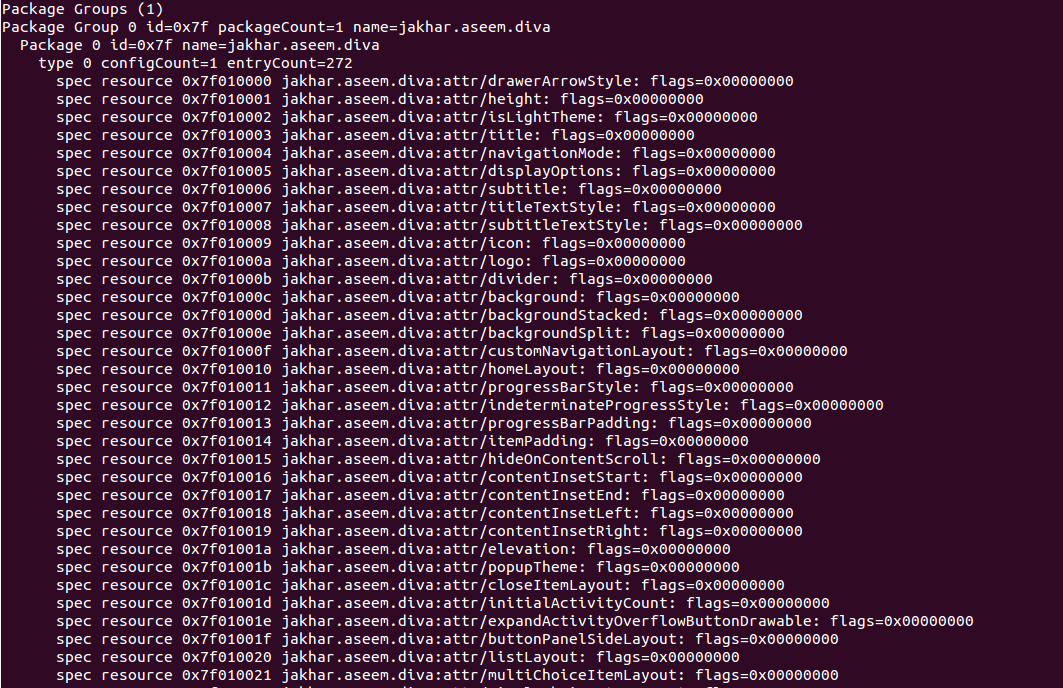 Package Groups (1)
Package Group 0 id=0x7f packageCount=1 name=jakhar.aseem.diva
Package 0 id=0x7f name=jakhar.aseem.diva
type 0 configCount=1 entryCount=272
spec resource 0x7f010000 jakhar.aseem.diva:attr/drawerArrowStyle: flags=0x00000000
spec resource 0x7f010001 jakhar.aseem.diva:attr/height: flags=0x00000000
spec resource 0x7f010002 jakhar.aseem.diva:attr/isLightTheme: flags=0x00000000
spec resource 0x7f010003 jakhar.aseem.diva:attr/title: flags=0x00000000
spec resource 0x7f010004 jakhar.aseem.diva:attr/navigationMode: flags=0x00000000
spec resource 0x7f010005 jakhar.aseem.diva:attr/displayOptions: flags=0x00000000
spec resource 0x7f010006 jakhar.aseem.diva:attr/subtitle: flags=0x00000000
spec resource 0x7f010007 jakhar.aseem.diva:attr/titleTextStyle: flags=0x00000000
spec resource 0x7f010008 jakhar.aseem.diva:attr/subtitleTextStyle: flags=0x00000000
spec resource 0x7f010009 jakhar.aseem.diva:attr/icon: flags=0x00000000
spec resource 0x7f01000a jakhar.aseem.diva:attr/logo: flags=0x00000000
spec resource 0x7f01000b jakhar.aseem.diva:attr/divider: flags=0x00000000
spec resource 0x7f01000c jakhar.aseem.diva:attr/background: flags=0x00000000
spec resource 0x7f01000d jakhar.aseem.diva:attr/backgroundStacked: flags=0x00000000
spec resource 0x7f01000e jakhar.aseem.diva:attr/backgroundSplit: flags=0x00000000
spec resource 0x7f01000f jakhar.aseem.diva:attr/customNavigationLayout: flags=0x00000000
spec resource 0x7f010010 jakhar.aseem.diva:attr/homeLayout: flags=0x00000000
spec resource 0x7f010011 jakhar.aseem.diva:attr/progressBarStyle: flags=0x00000000
spec resource 0x7f010012 jakhar.aseem.diva:attr/indeterminateProgressStyle: flags=0x00000000
spec resource 0x7f010013 jakhar.aseem.diva:attr/progressBarPadding: flags=0x00000000
spec resource 0x7f010014 jakhar.aseem.diva:attr/itemPadding: flags=0x00000000
spec resource 0x7f010015 jakhar.aseem.diva:attr/hideOnContentScroll: flags=0x00000000
spec resource 0x7f010016 jakhar.aseem.diva:attr/contentInsetStart: flags=0x00000000
spec resource 0x7f010017 jakhar.aseem.diva:attr/contentInsetEnd: flags=0x00000000
spec resource 0x7f010018 jakhar.aseem.diva:attr/contentInsetLeft: flags=0x00000000
spec resource 0x7f010019 jakhar.aseem.diva:attr/contentInsetRight: flags=0x00000000
spec resource 0x7f01001a jakhar.aseem.diva:attr/elevation: flags=0x00000000
spec resource 0x7f01001b jakhar.aseem.diva:attr/popupTheme: flags=0x00000000
spec resource 0x7f01001c jakhar.aseem.diva:attr/closeItemLayout: flags=0x00000000
spec resource 0x7f01001d jakhar.aseem.diva:attr/initialActivityCount: flags=0x00000000
spec resource 0x7f01001e jakhar.aseem.diva:attr/expandActivityOverflowButtonDrawable: flags=0x00000000
spec resource 0x7f01001f jakhar.aseem.diva:attr/buttonPanelSideLayout: flags=0x00000000
spec resource 0x7f010020 jakhar.aseem.diva:attr/listLayout: flags=0x00000000
spec resource 0x7f010021 jakhar.aseem.diva:attr/multiChoiceItemLayout: flags=0x00000000